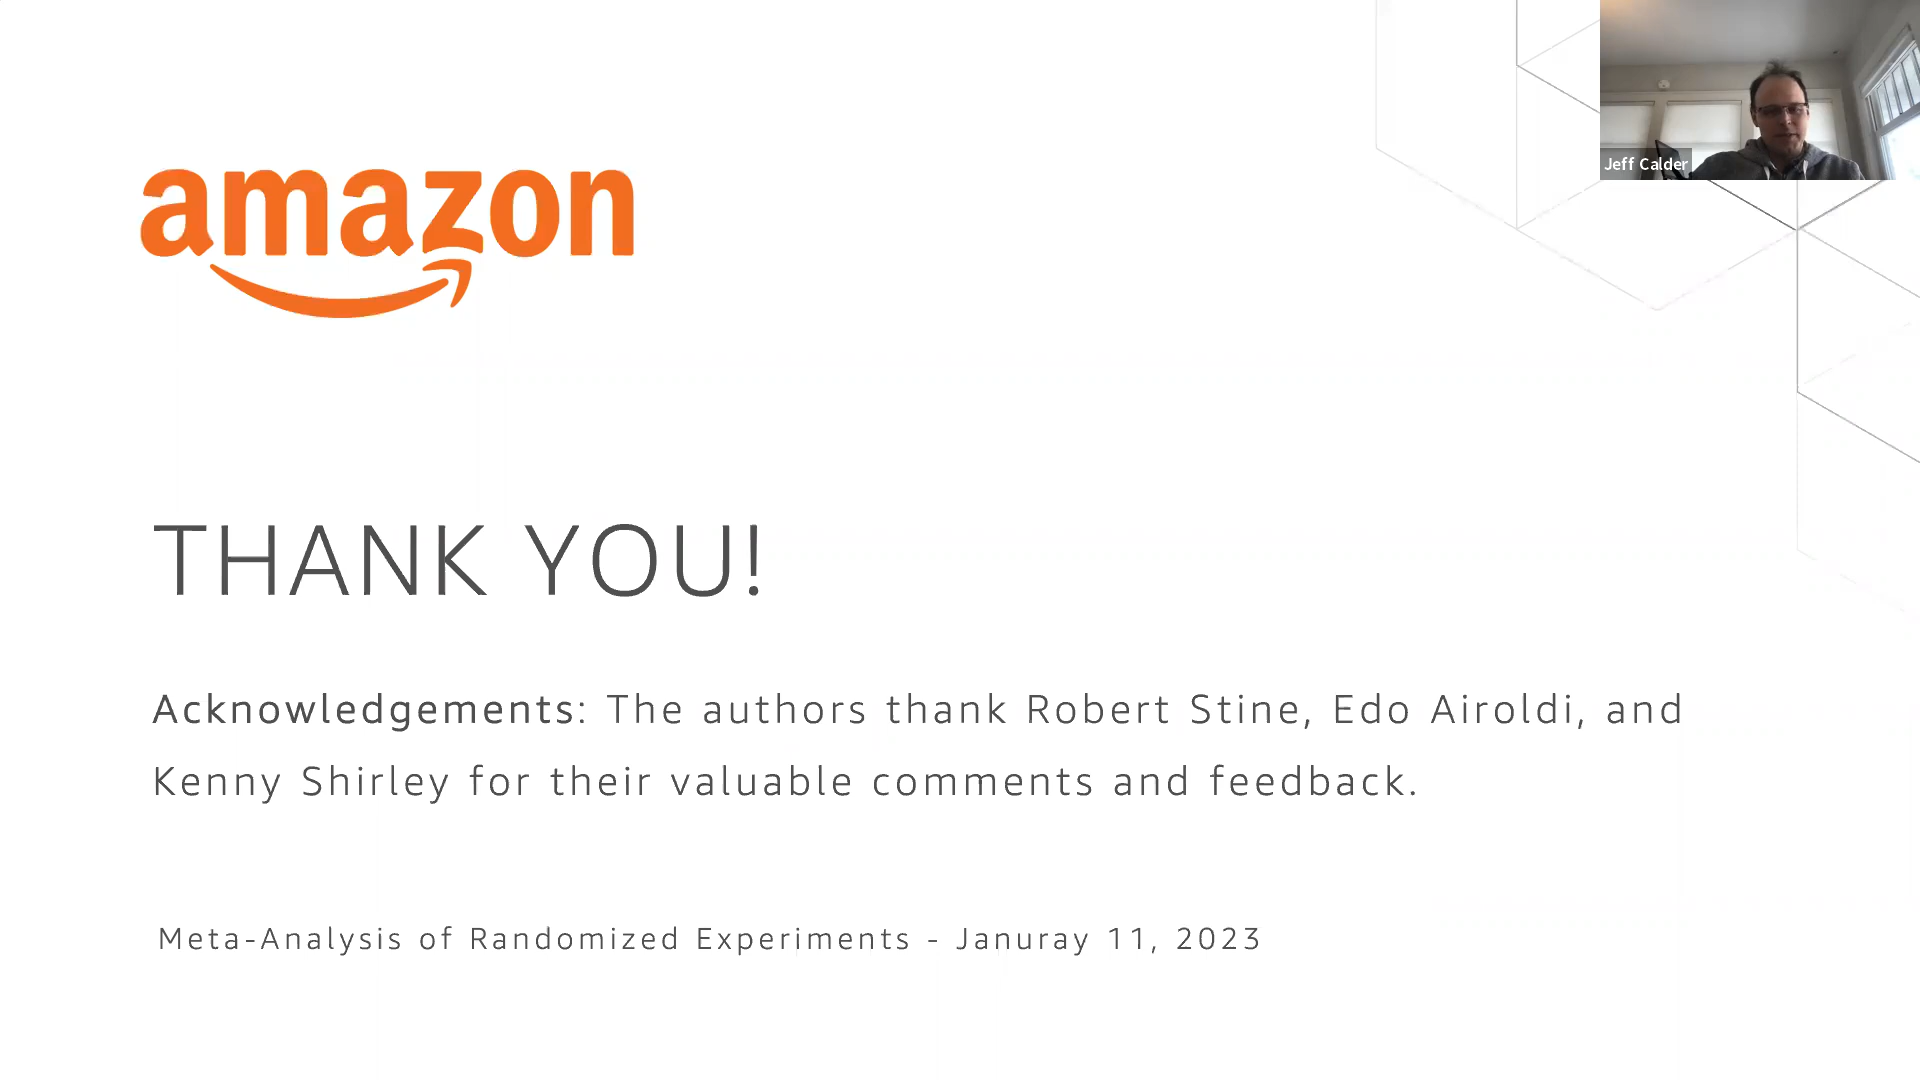 Jeff Calder
amazon
THANK YOU!
Acknowledgements: The authors thank Robert Stine, Edo Airoldi, and
Kenny Shirley for their valuable comments and feedback.
Meta-Analysis of Randomized Experiments - Januray 11, 2023